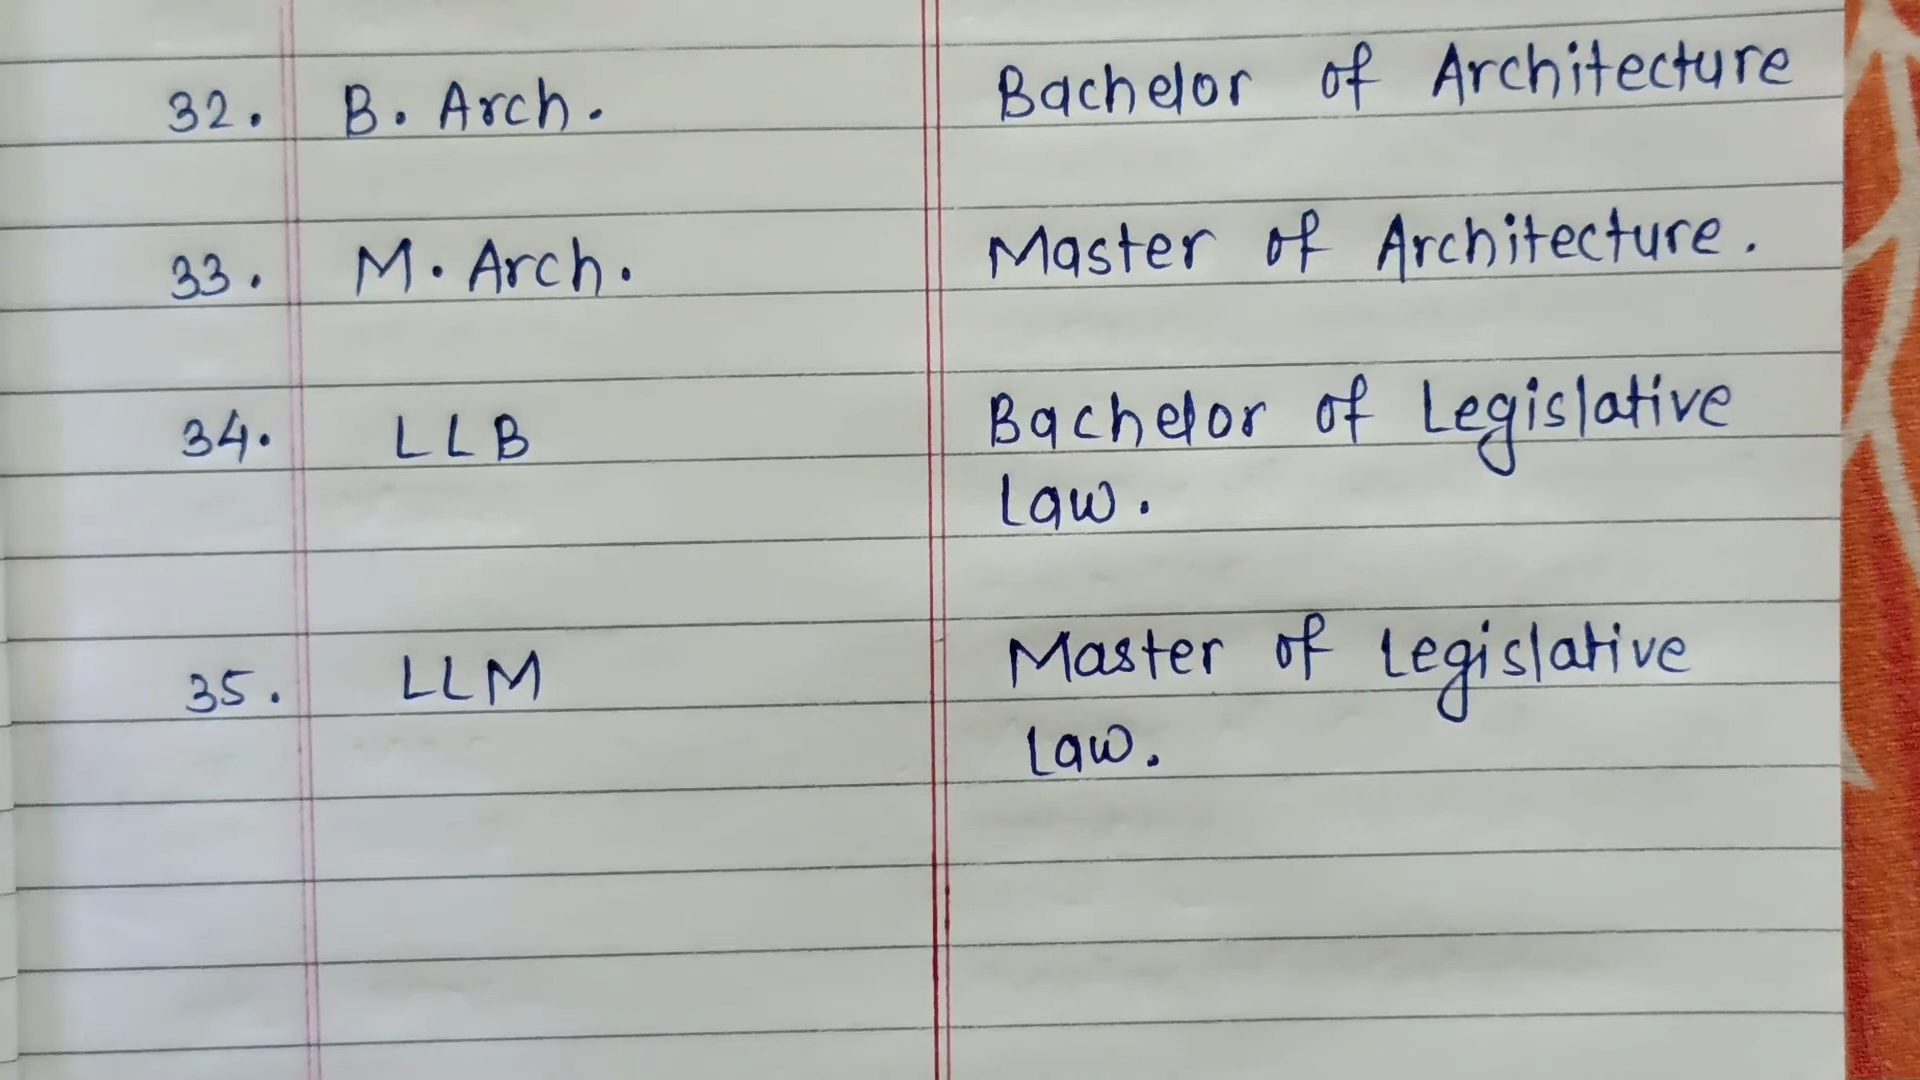 32. B. Arch. Bachelor of Architecture
33. M. Arch. Master of Architecture.
34. LLB Bachelor of Legislative
Law.
35. LLM Master of Legislative
Law.